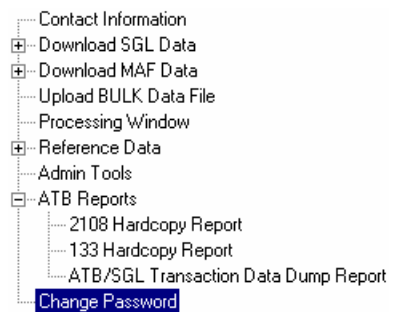 Contact Information
Download SGL Data
Download MAF Data
Upload BULK Data File
Processing Window
Reference Data
Admin Tools
ATB Reports
2108 Hardcopy Report
133 Hardcopy Report
ATB/SGL Transaction Data Dump Report
Change Password